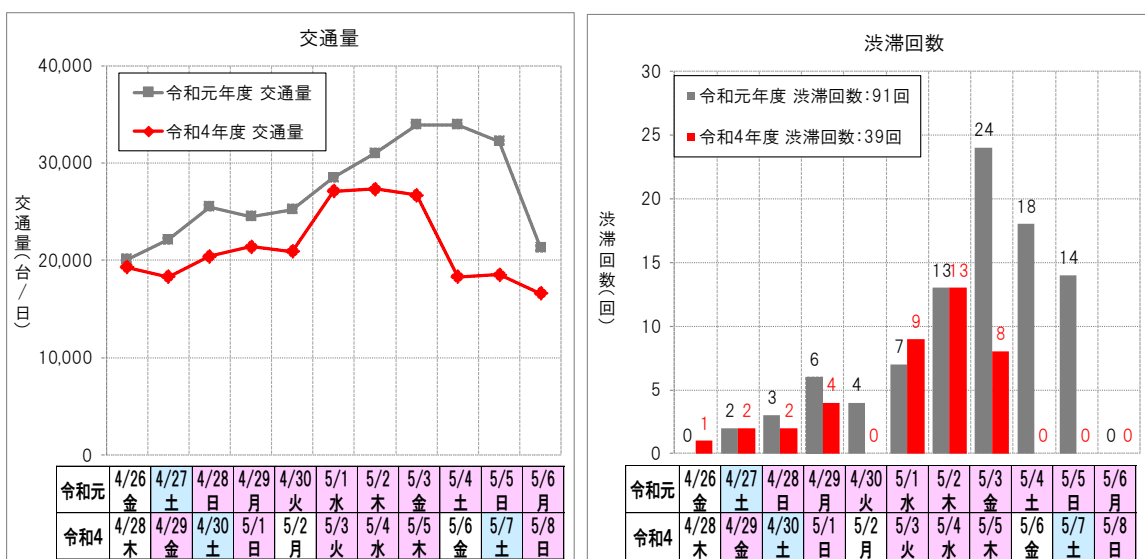 交通量
40,000
30,000
20,000
10,000
0
交通量(台/日)
令和元年度 交通量
令和4年度 交通量
令和元 4/26 4/27 4/28 4/29 4/30 5/1 5/2 5/3 5/4 5/5 5/6
金 土 日 月 火 水 木 金 土 日 月
令和4 4/28 4/29 4/30 5/1 5/2 5/3 5/4 5/5 5/6 5/7 5/8
木 金 土 日 月 火 水 木 金 土 日
渋滞回数
30
25
20
15
10
5
0
渋滞回数(回)
令和元年度 渋滞回数:91回
令和4年度 渋滞回数:39回
0 1 2 2 3 2 6 4 4 0 7 9 13 13 24 8 18 0 14 0 0 0
令和元 4/26 4/27 4/28 4/29 4/30 5/1 5/2 5/3 5/4 5/5 5/6
金 土 日 月 火 水 木 金 土 日 月
令和4 4/28 4/29 4/30 5/1 5/2 5/3 5/4 5/5 5/6 5/7 5/8
木 金 土 日 月 火 水 木 金 土 日